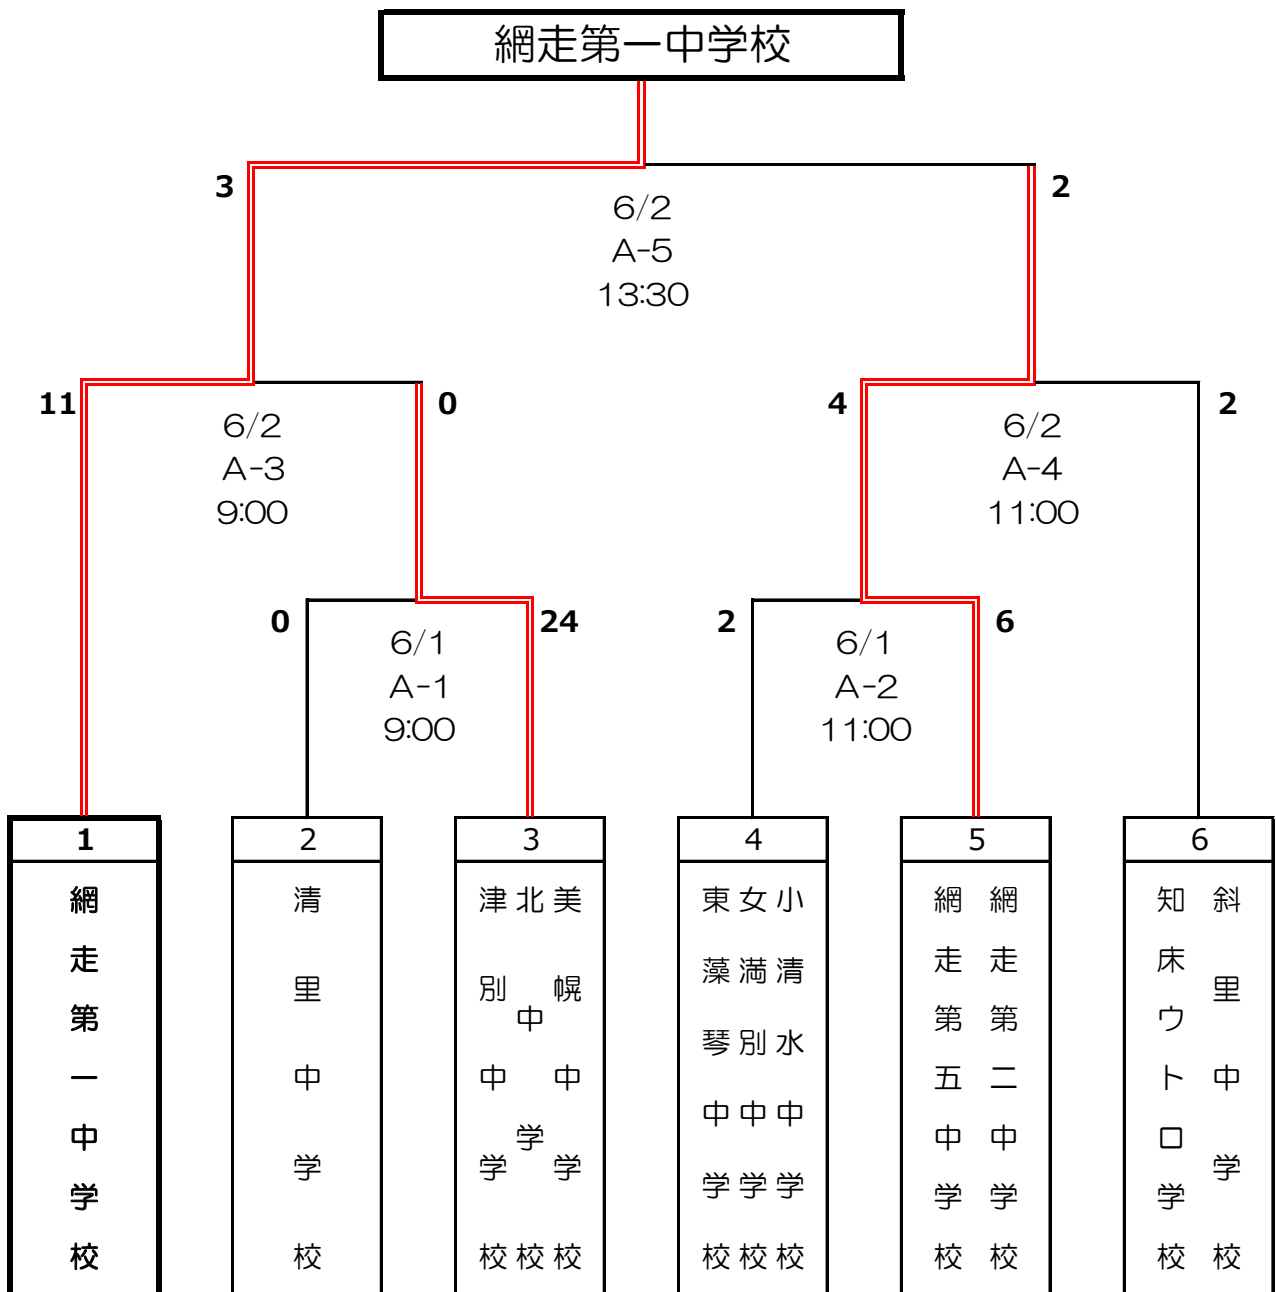 網走第一中学校
3
2
6/2
A-5
13:30
11
0
4
2
6/2
A-3
9:00
6/2
A-4
11:00
0
24
2
6
6/1
A-1
9:00
6/1
A-2
11:00
1
2
3
4
5
6
網走第一中学校
清里中学校
美幌中学校
北中学校
津別中学校
小清水中学校
女満別中学校
東藻琴中学校
網走第二中学校
網走第五中学校
斜里中学校
知床ウトロ学校